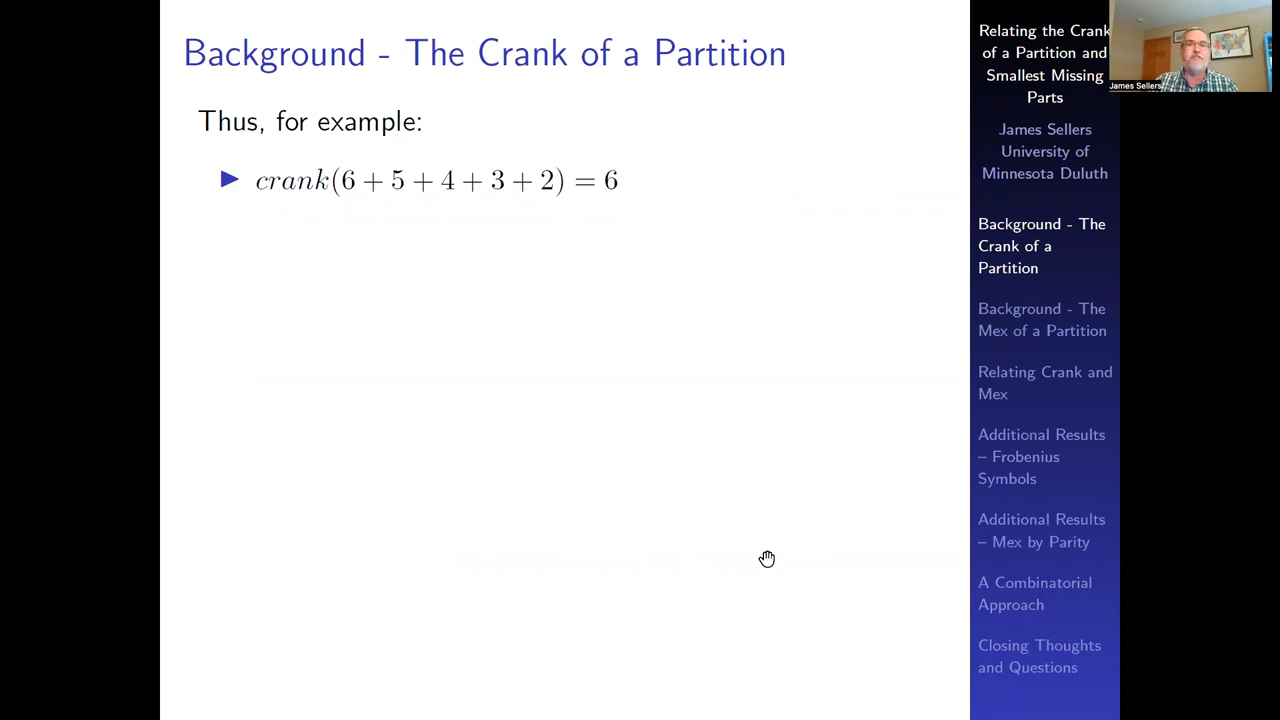 Background - The Crank of a Partition
Thus, for example:
▶ crank(6 + 5 + 4 + 3 + 2) = 6
Relating the Crank
of a Partition and
Smallest Missing
Parts
James Sellers
University of
Minnesota Duluth
Background - The
Crank of a
Partition
Background - The
Mex of a Partition
Relating Crank and
Mex
Additional Results
– Frobenius
Symbols
Additional Results
– Mex by Parity
A Combinatorial
Approach
Closing Thoughts
and Questions
James Sellers